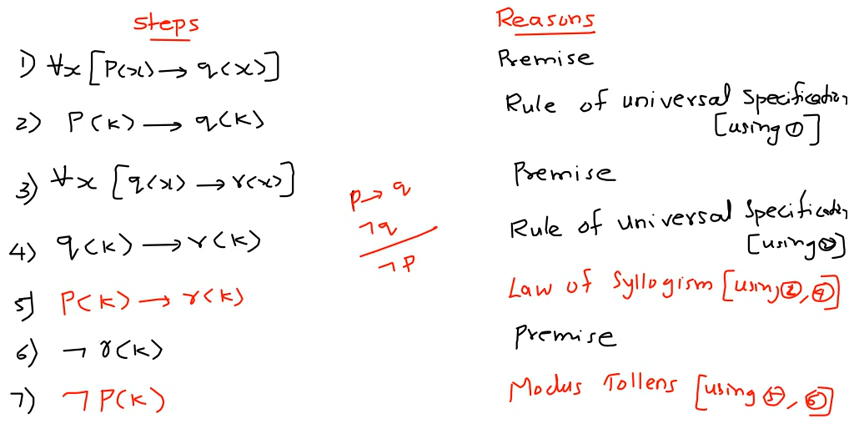 Steps Reasons
1) ∀x [P(x) → q(x)] Premise
2) P(k) → q(k) Rule of universal Specification
[using ①]
3) ∀x [q(x) → r(x)] Premise
P → q
¬q
¬P
4) q(k) → r(k) Rule of universal Specification
[using ③]
5) P(k) → r(k) Law of Syllogism [using ②, ④]
6) ¬ r(k) Premise
7) ¬ P(k) Modus Tollens [using ⑤, ⑥]